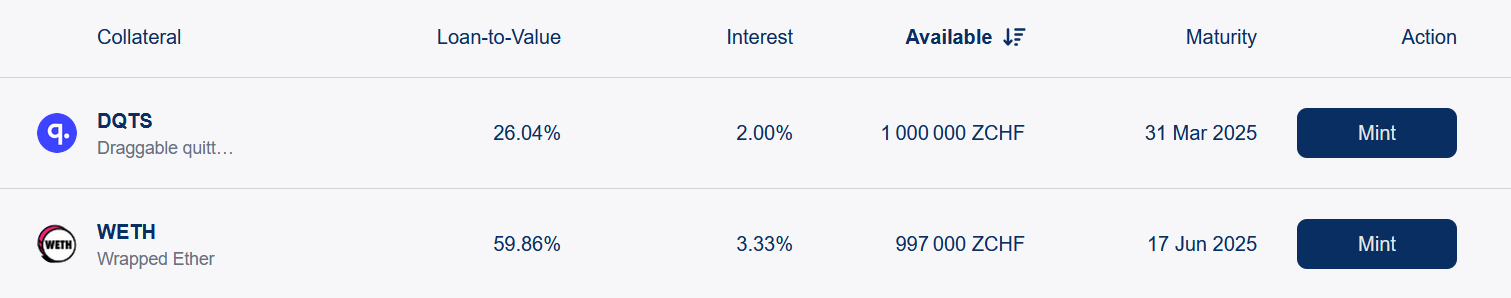 Collateral Loan-to-Value Interest Available Maturity Action
q.
DQTS
Draggable quitt…
26.04% 2.00% 1 000 000 ZCHF 31 Mar 2025 Mint
WETH
WETH
Wrapped Ether
59.86% 3.33% 997 000 ZCHF 17 Jun 2025 Mint